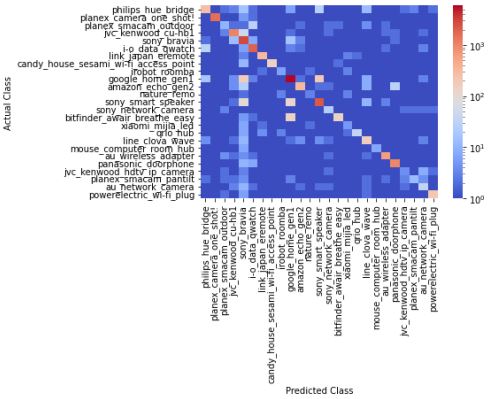 philips_hue_bridge
planex_camera_one_shot!
planex_smacam_outdoor
jvc_kenwood_cu-hb1
sony_bravia
i-o_data_qwatch
link_japan_eremote
candy_house_sesami_wi-fi_access_point
irobot_roomba
google_home_gen1
amazon_echo_gen2
nature_remo
sony_smart_speaker
sony_network_camera
bitfinder_awair_breathe_easy
xiaomi_mijia_led
qrio_hub
line_clova_wave
mouse_computer_room_hub
au_wireless_adapter
panasonic_doorphone
jvc_kenwood_hdtv_ip_camera
planex_smacam_pantilt
au_network_camera
powerelectric_wi-fi_plug
Actual Class
philips_hue_bridge
planex_camera_one_shot!
planex_smacam_outdoor
jvc_kenwood_cu-hb1
sony_bravia
i-o_data_qwatch
link_japan_eremote
candy_house_sesami_wi-fi_access_point
irobot_roomba
google_home_gen1
amazon_echo_gen2
nature_remo
sony_smart_speaker
sony_network_camera
bitfinder_awair_breathe_easy
xiaomi_mijia_led
qrio_hub
line_clova_wave
mouse_computer_room_hub
au_wireless_adapter
panasonic_doorphone
jvc_kenwood_hdtv_ip_camera
planex_smacam_pantilt
au_network_camera
powerelectric_wi-fi_plug
Predicted Class
10³
10²
10¹
10⁰